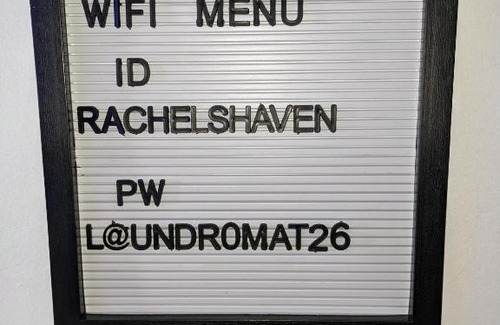 WIFI MENU
ID
RACHELSHAVEN
PW
L@UNDR0MAT26